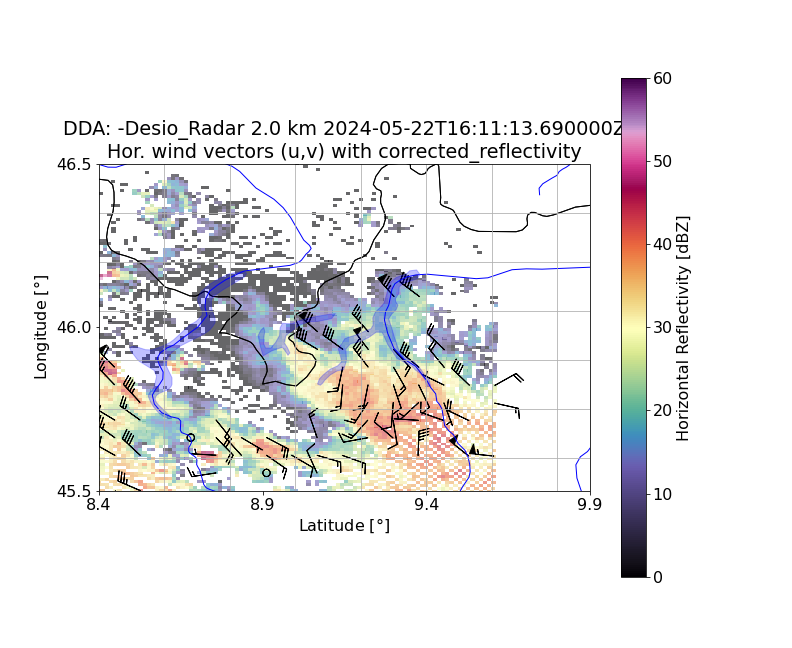 DDA: -Desio_Radar 2.0 km 2024-05-22T16:11:13.690000Z
Hor. wind vectors (u,v) with corrected_reflectivity
46.5
46.0
45.5
Longitude [°]
8.4 8.9 9.4 9.9
Latitude [°]
60
50
40
30
20
10
0
Horizontal Reflectivity [dBZ]